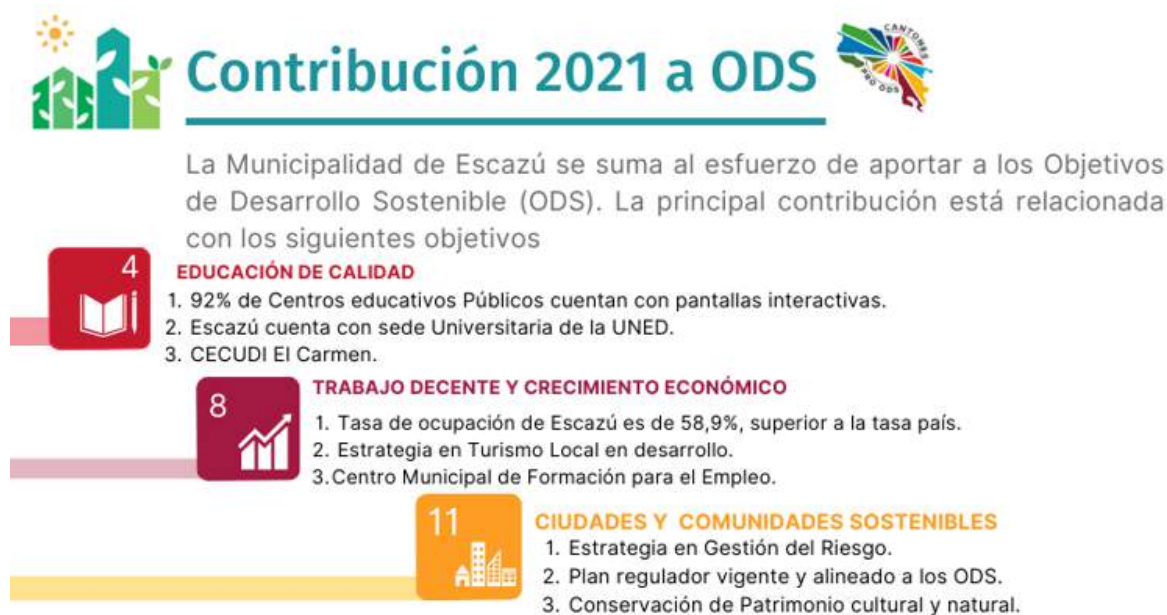 Contribución 2021 a ODS
CANTONES
PRO ODS
La Municipalidad de Escazú se suma al esfuerzo de aportar a los Objetivos
de Desarrollo Sostenible (ODS). La principal contribución está relacionada
con los siguientes objetivos
4
EDUCACIÓN DE CALIDAD
1. 92% de Centros educativos Públicos cuentan con pantallas interactivas.
2. Escazú cuenta con sede Universitaria de la UNED.
3. CECUDI El Carmen.
8
TRABAJO DECENTE Y CRECIMIENTO ECONÓMICO
1. Tasa de ocupación de Escazú es de 58,9%, superior a la tasa país.
2. Estrategia en Turismo Local en desarrollo.
3.Centro Municipal de Formación para el Empleo.
11
CIUDADES Y COMUNIDADES SOSTENIBLES
1. Estrategia en Gestión del Riesgo.
2. Plan regulador vigente y alineado a los ODS.
3. Conservación de Patrimonio cultural y natural.